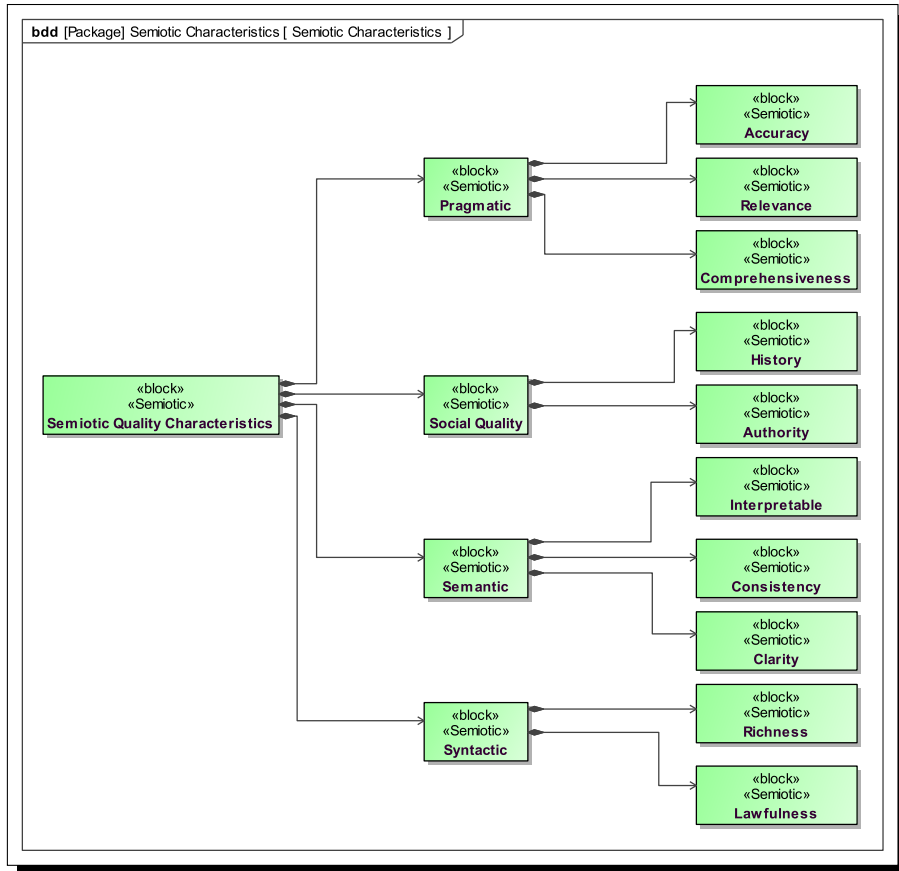 bdd [Package] Semiotic Characteristics [ Semiotic Characteristics ]
«block»
«Semiotic»
Accuracy
«block»
«Semiotic»
Pragmatic
«block»
«Semiotic»
Relevance
«block»
«Semiotic»
Comprehensiveness
«block»
«Semiotic»
History
«block»
«Semiotic»
Semiotic Quality Characteristics
«block»
«Semiotic»
Social Quality
«block»
«Semiotic»
Authority
«block»
«Semiotic»
Interpretable
«block»
«Semiotic»
Semantic
«block»
«Semiotic»
Consistency
«block»
«Semiotic»
Clarity
«block»
«Semiotic»
Richness
«block»
«Semiotic»
Syntactic
«block»
«Semiotic»
Lawfulness